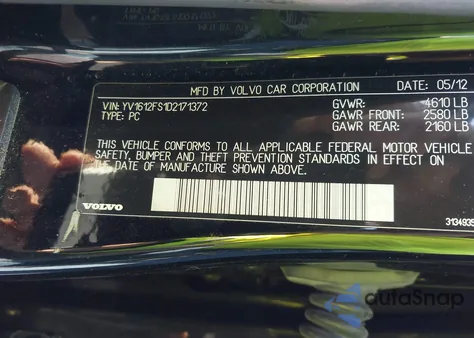 MFD BY VOLVO CAR CORPORATION DATE: 05/12
VIN: YV1612FS1D2171372 GVWR: 4610 LB
TYPE: PC GAWR FRONT: 2580 LB
GAWR REAR: 2160 LB
THIS VEHICLE CONFORMS TO ALL APPLICABLE FEDERAL MOTOR VEHICLE
SAFETY, BUMPER AND THEFT PREVENTION STANDARDS IN EFFECT ON
THE DATE OF MANUFACTURE SHOWN ABOVE.
VOLVO 3134935
autoSnap